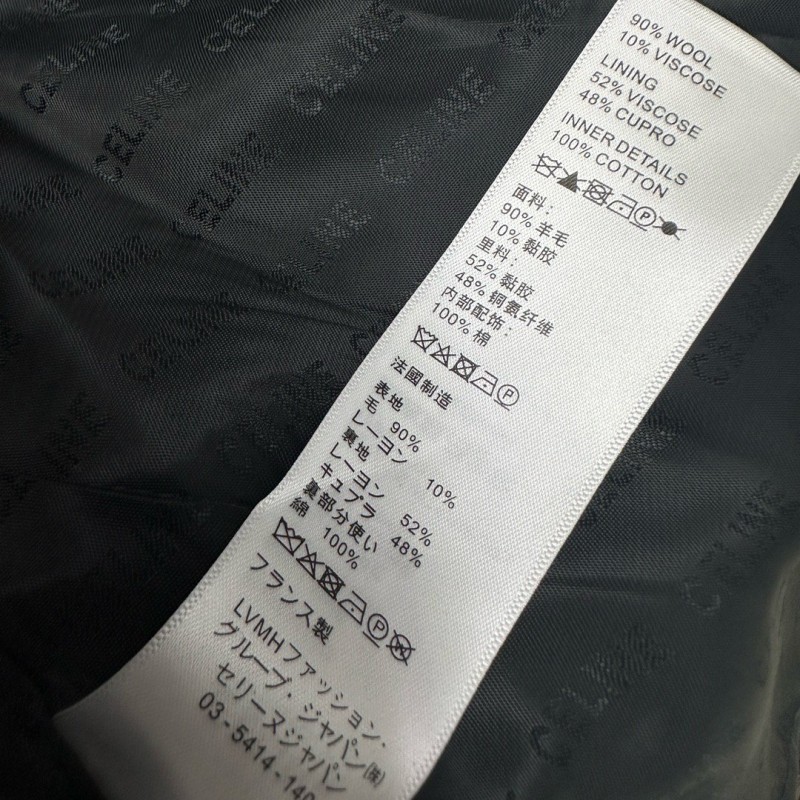 90% WOOL
10% VISCOSE
LINING
52% VISCOSE
48% CUPRO
INNER DETAILS
100% COTTON
P
面料:
90% 羊毛
10% 黏胶
里料:
52% 黏胶
48% 铜氨纤维
内部配饰:
100% 棉
P
法國制造
表地
毛 90%
レーヨン 10%
裏地
レーヨン 52%
キュプラ 48%
裏部分使い
綿 100%
P
フランス製
LVMHファッション・
グループ・ジャパン㈱
セリーヌジャパン
03-5414-140
CELINE
CELINE
CELINE
CELINE
CELINE
CELINE
CELINE